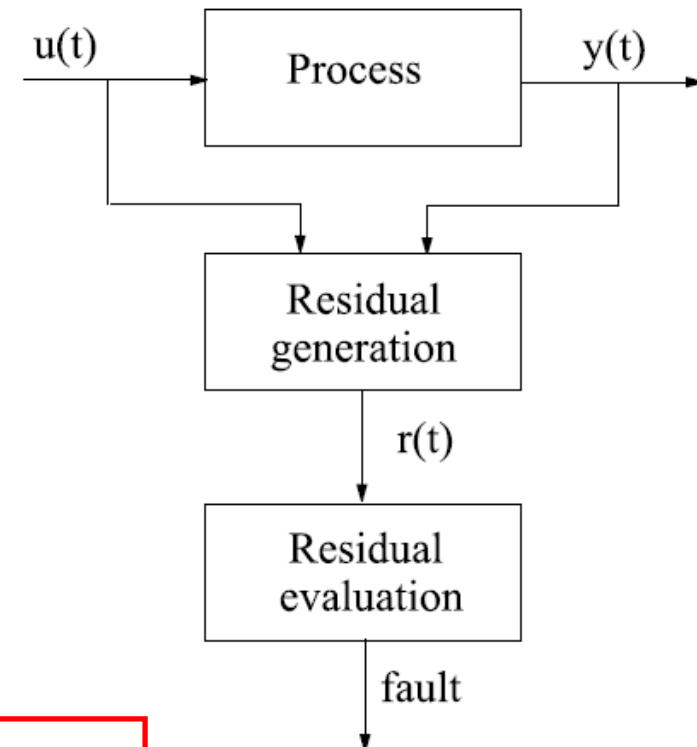 u(t)
Process
y(t)
Residual
generation
r(t)
Residual
evaluation
fault